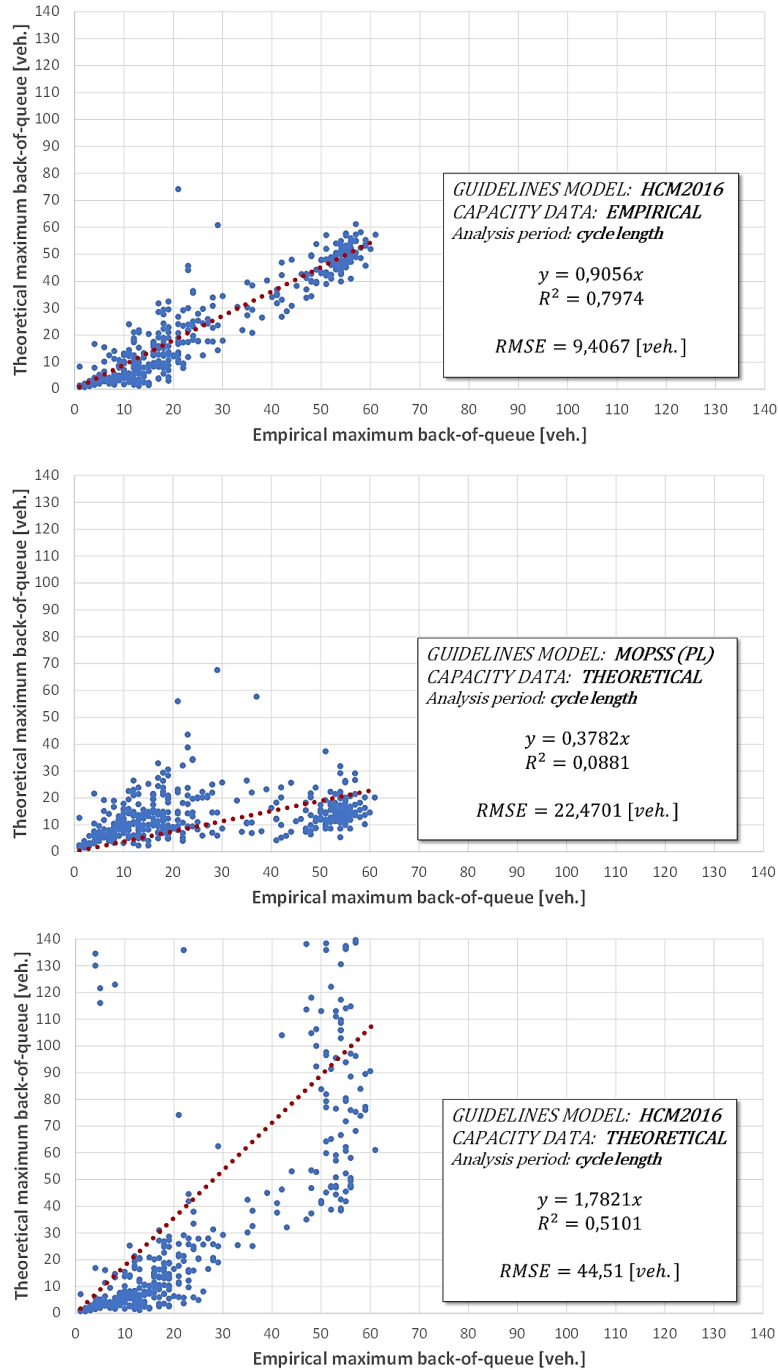 140
130
120
110
100
90
80
70
60
50
40
30
20
10
0
Theoretical maximum back-of-queue [veh.]
GUIDELINES MODEL: HCM2016
CAPACITY DATA: EMPIRICAL
Analysis period: cycle length
y = 0,9056x
R² = 0,7974
RMSE = 9,4067 [veh.]
0 10 20 30 40 50 60 70 80 90 100 110 120 130 140
Empirical maximum back-of-queue [veh.]
140
130
120
110
100
90
80
70
60
50
40
30
20
10
0
Theoretical maximum back-of-queue [veh.]
GUIDELINES MODEL: MOPSS (PL)
CAPACITY DATA: THEORETICAL
Analysis period: cycle length
y = 0,3782x
R² = 0,0881
RMSE = 22,4701 [veh.]
0 10 20 30 40 50 60 70 80 90 100 110 120 130 140
Empirical maximum back-of-queue [veh.]
140
130
120
110
100
90
80
70
60
50
40
30
20
10
0
Theoretical maximum back-of-queue [veh.]
GUIDELINES MODEL: HCM2016
CAPACITY DATA: THEORETICAL
Analysis period: cycle length
y = 1,7821x
R² = 0,5101
RMSE = 44,51 [veh.]
0 10 20 30 40 50 60 70 80 90 100 110 120 130 140
Empirical maximum back-of-queue [veh.]